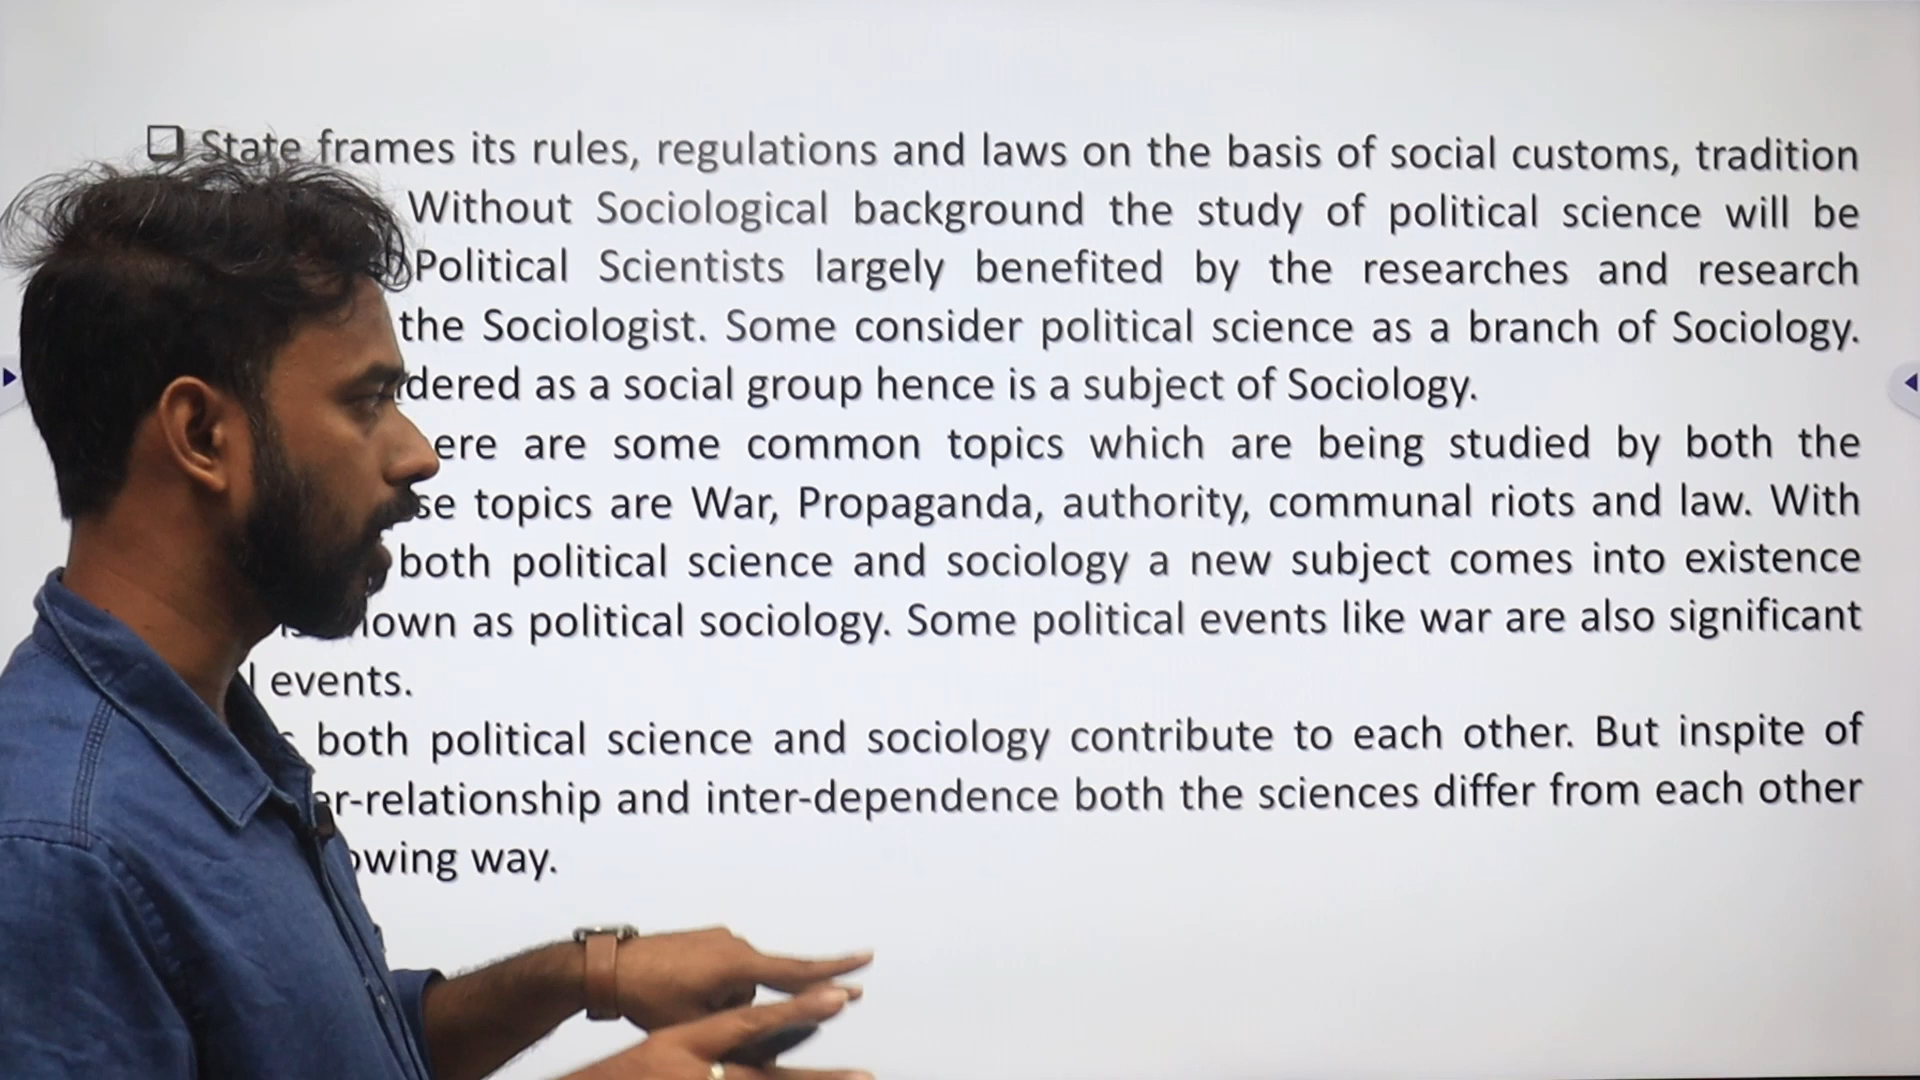 State frames its rules, regulations and laws on the basis of social customs, tradition
Without Sociological background the study of political science will be
Political Scientists largely benefited by the researches and research
the Sociologist. Some consider political science as a branch of Sociology.
as a social group hence is a subject of Sociology.
are some common topics which are being studied by both the
topics are War, Propaganda, authority, communal riots and law. With
both political science and sociology a new subject comes into existence
as political sociology. Some political events like war are also significant
events.
both political science and sociology contribute to each other. But inspite of
and inter-dependence both the sciences differ from each other
way.